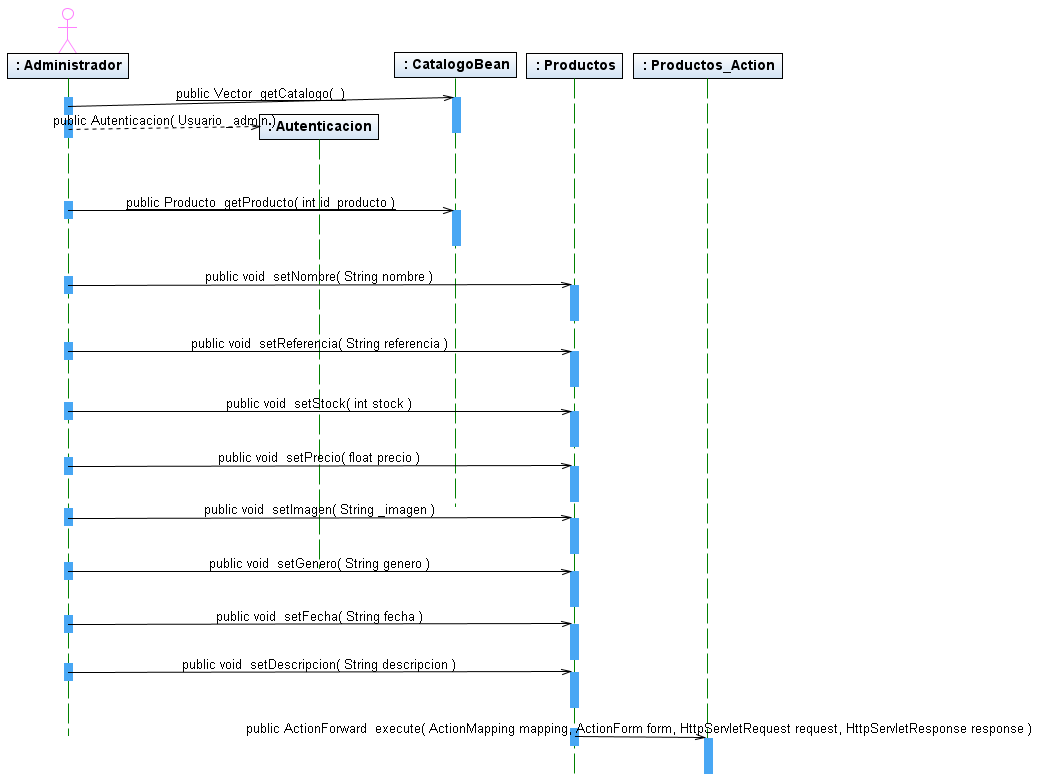 : Administrador
: CatalogoBean
: Productos
: Productos_Action
public Vector getCatalogo( )
public Autenticacion( Usuario _admin )
: Autenticacion
public Producto getProducto( int id_producto )
public void setNombre( String nombre )
public void setReferencia( String referencia )
public void setStock( int stock )
public void setPrecio( float precio )
public void setImagen( String _imagen )
public void setGenero( String genero )
public void setFecha( String fecha )
public void setDescripcion( String descripcion )
public ActionForward execute( ActionMapping mapping, ActionForm form, HttpServletRequest request, HttpServletResponse response )